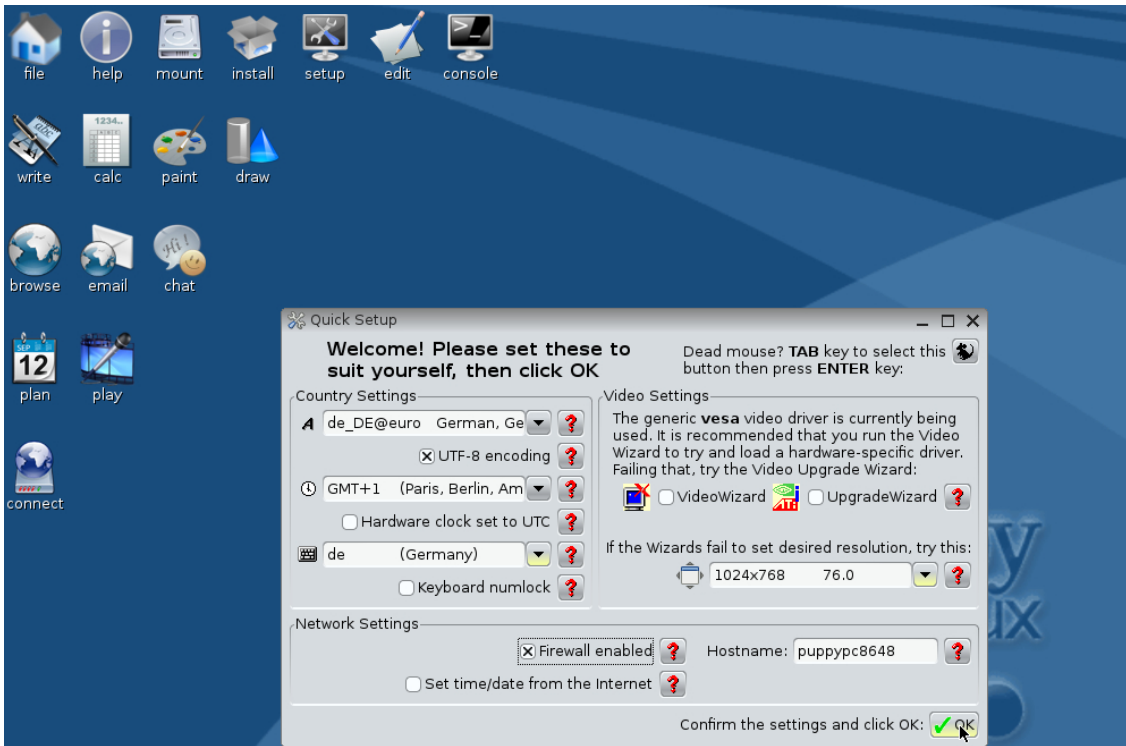 file help mount install setup edit console
1234..
abc
write calc paint draw
Hi!
browse email chat
SEP
12
plan play
connect
Quick Setup
Welcome! Please set these to
suit yourself, then click OK
Dead mouse? TAB key to select this
button then press ENTER key:
Country Settings
de_DE@euro German, Ge
UTF-8 encoding
GMT+1 (Paris, Berlin, Am
Hardware clock set to UTC
de (Germany)
Keyboard numlock
Video Settings
The generic vesa video driver is currently being
used. It is recommended that you run the Video
Wizard to try and load a hardware-specific driver.
Failing that, try the Video Upgrade Wizard:
VideoWizard UpgradeWizard
If the Wizards fail to set desired resolution, try this:
1024x768 76.0
Network Settings
Firewall enabled
Hostname: puppypc8648
Set time/date from the Internet
Confirm the settings and click OK: OK